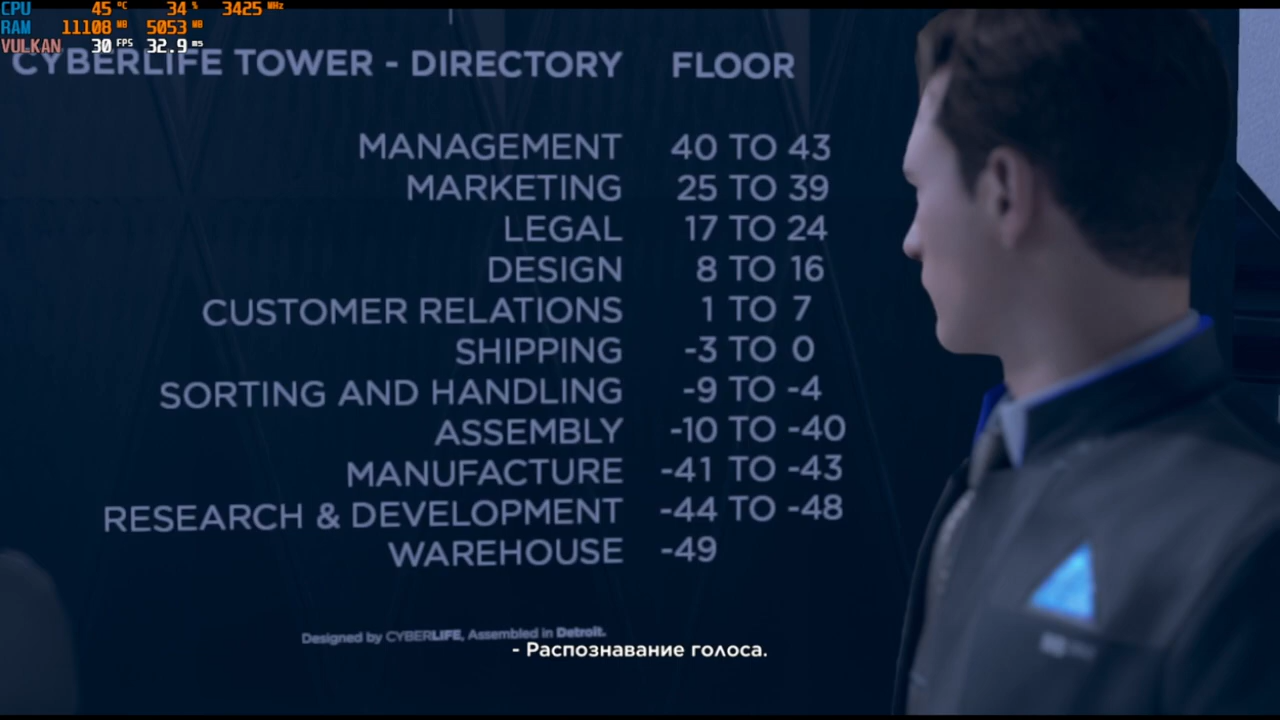 CPU 45 °C 34 % 3425 MHz
RAM 11108 MB 5053 MB
VULKAN 30 FPS 32.9 ms
CYBERLIFE TOWER - DIRECTORY FLOOR
MANAGEMENT 40 TO 43
MARKETING 25 TO 39
LEGAL 17 TO 24
DESIGN 8 TO 16
CUSTOMER RELATIONS 1 TO 7
SHIPPING -3 TO 0
SORTING AND HANDLING -9 TO -4
ASSEMBLY -10 TO -40
MANUFACTURE -41 TO -43
RESEARCH & DEVELOPMENT -44 TO -48
WAREHOUSE -49
Designed by CYBERLIFE, Assembled in Detroit.
- Распознавание голоса.